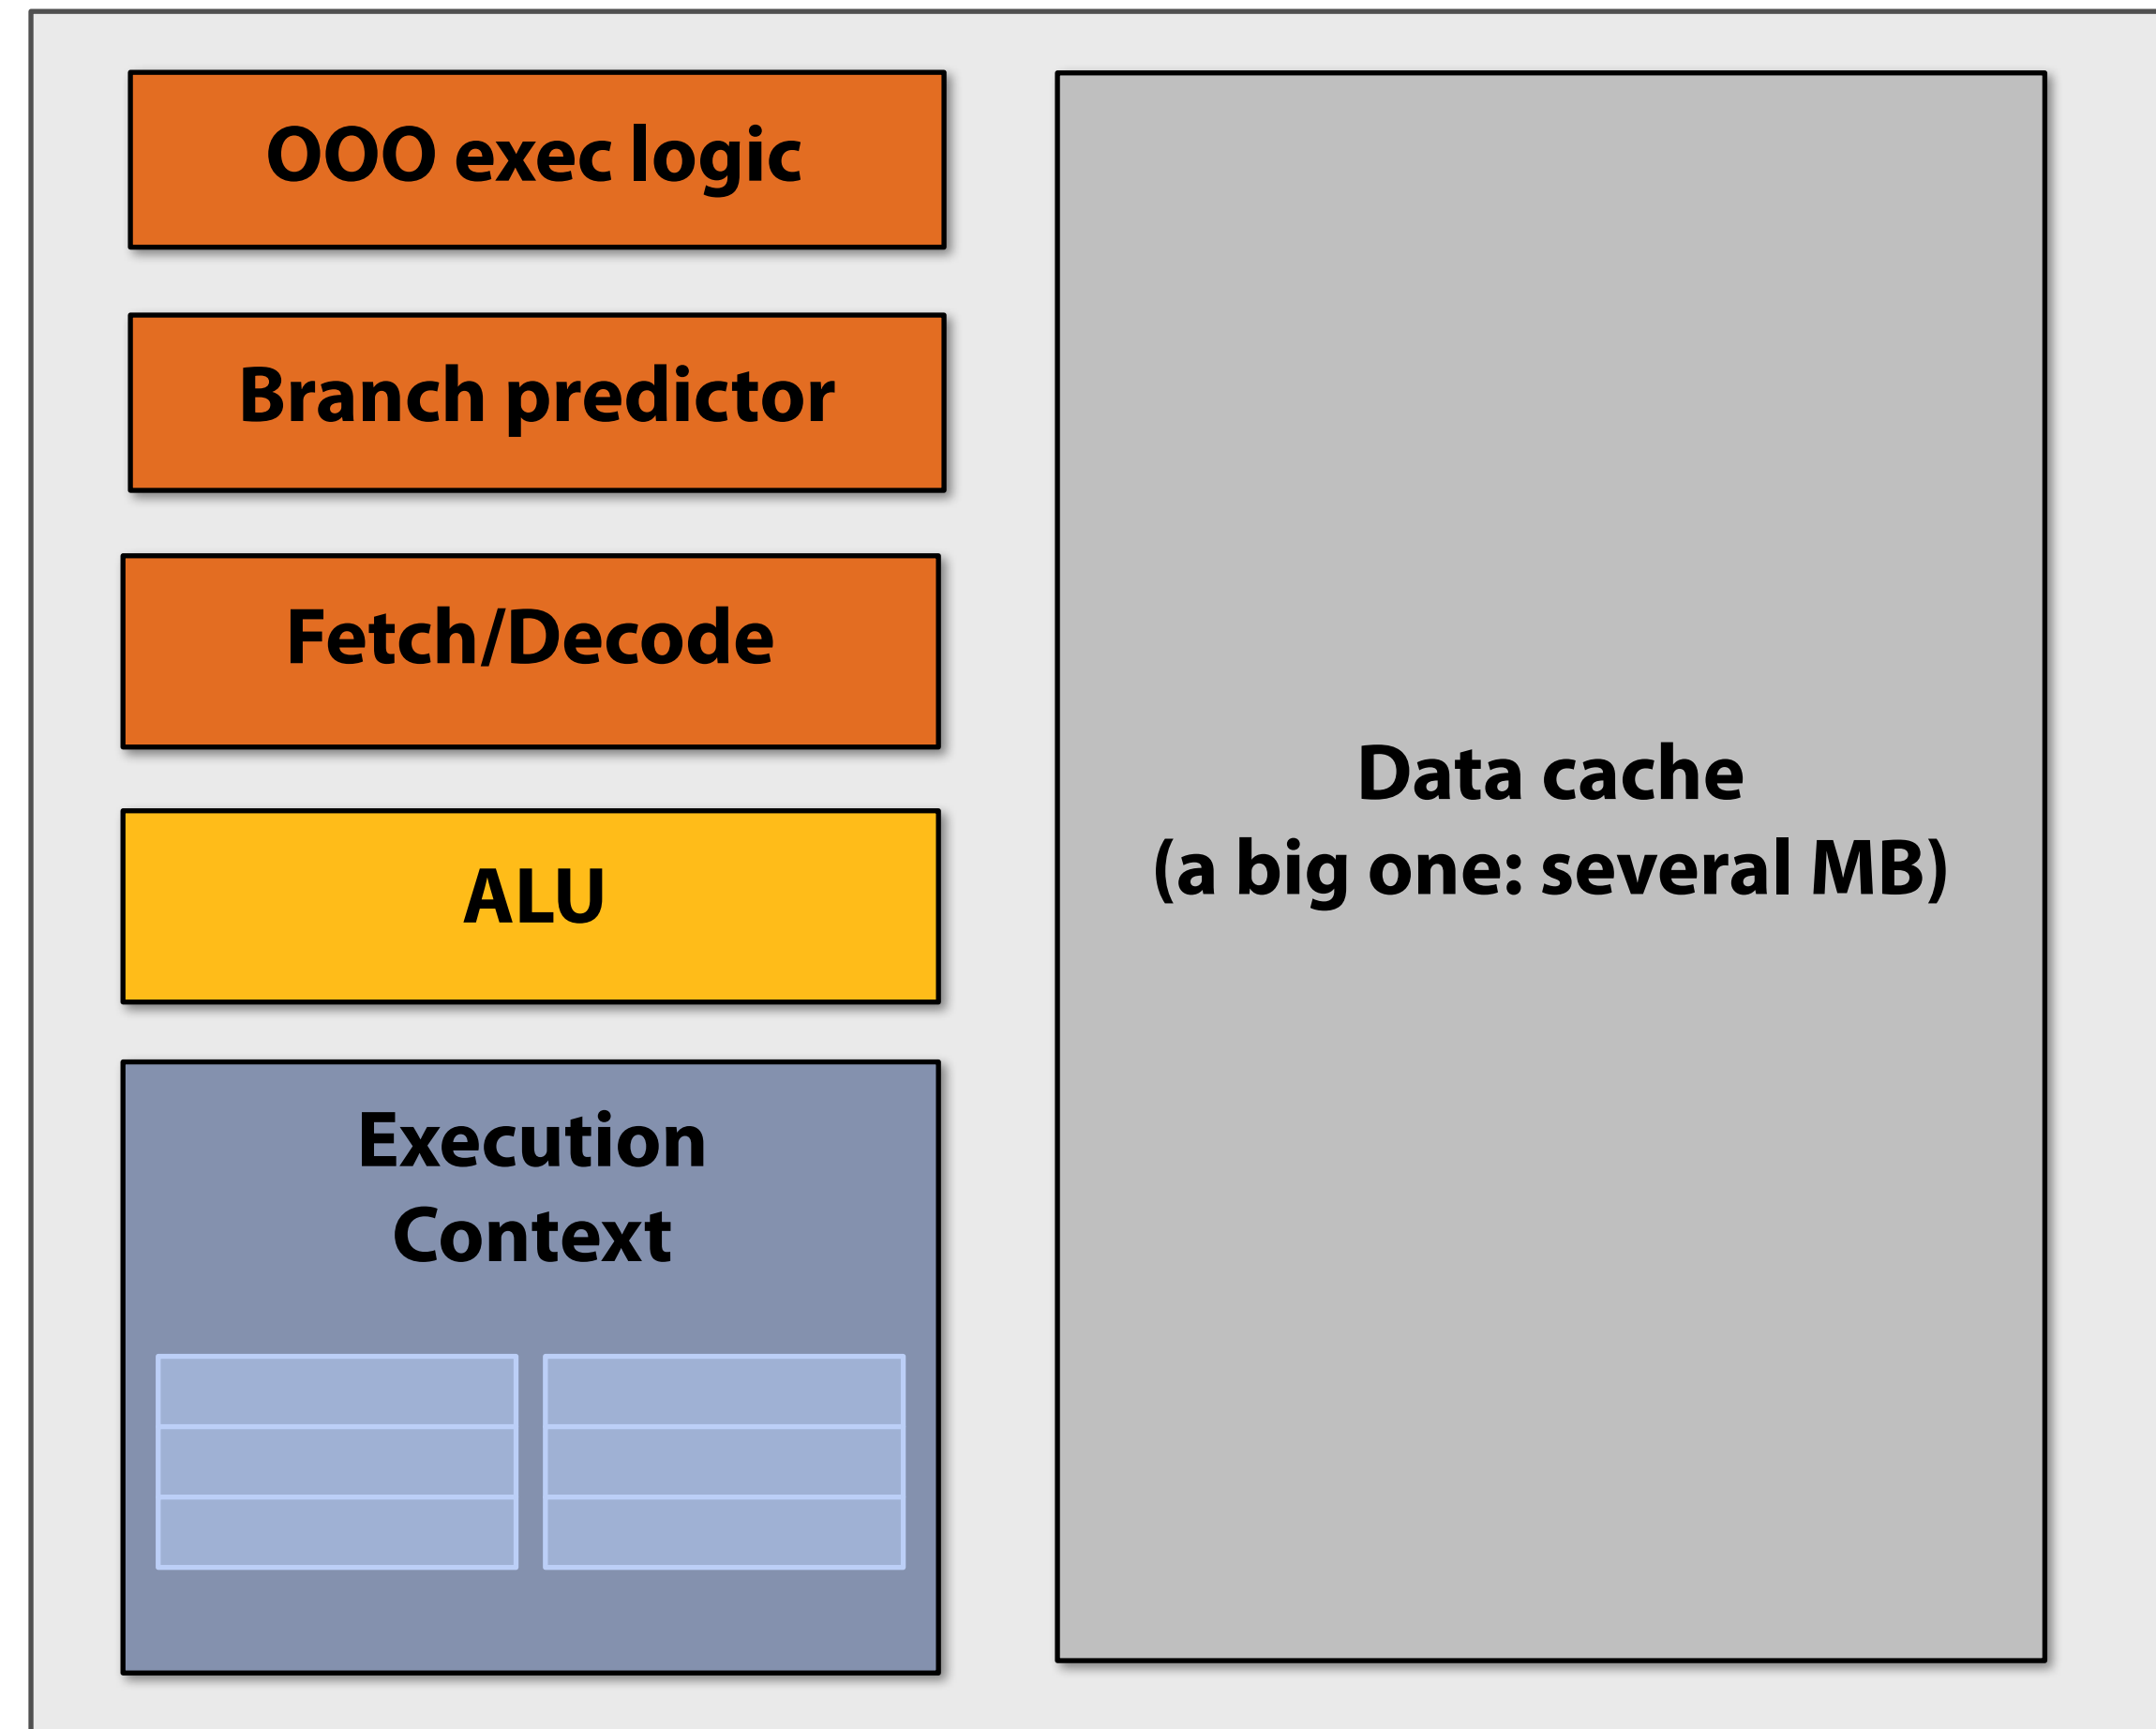 OOO exec logic
Branch predictor
Fetch/Decode
ALU
Execution
Context
Data cache
(a big one: several MB)